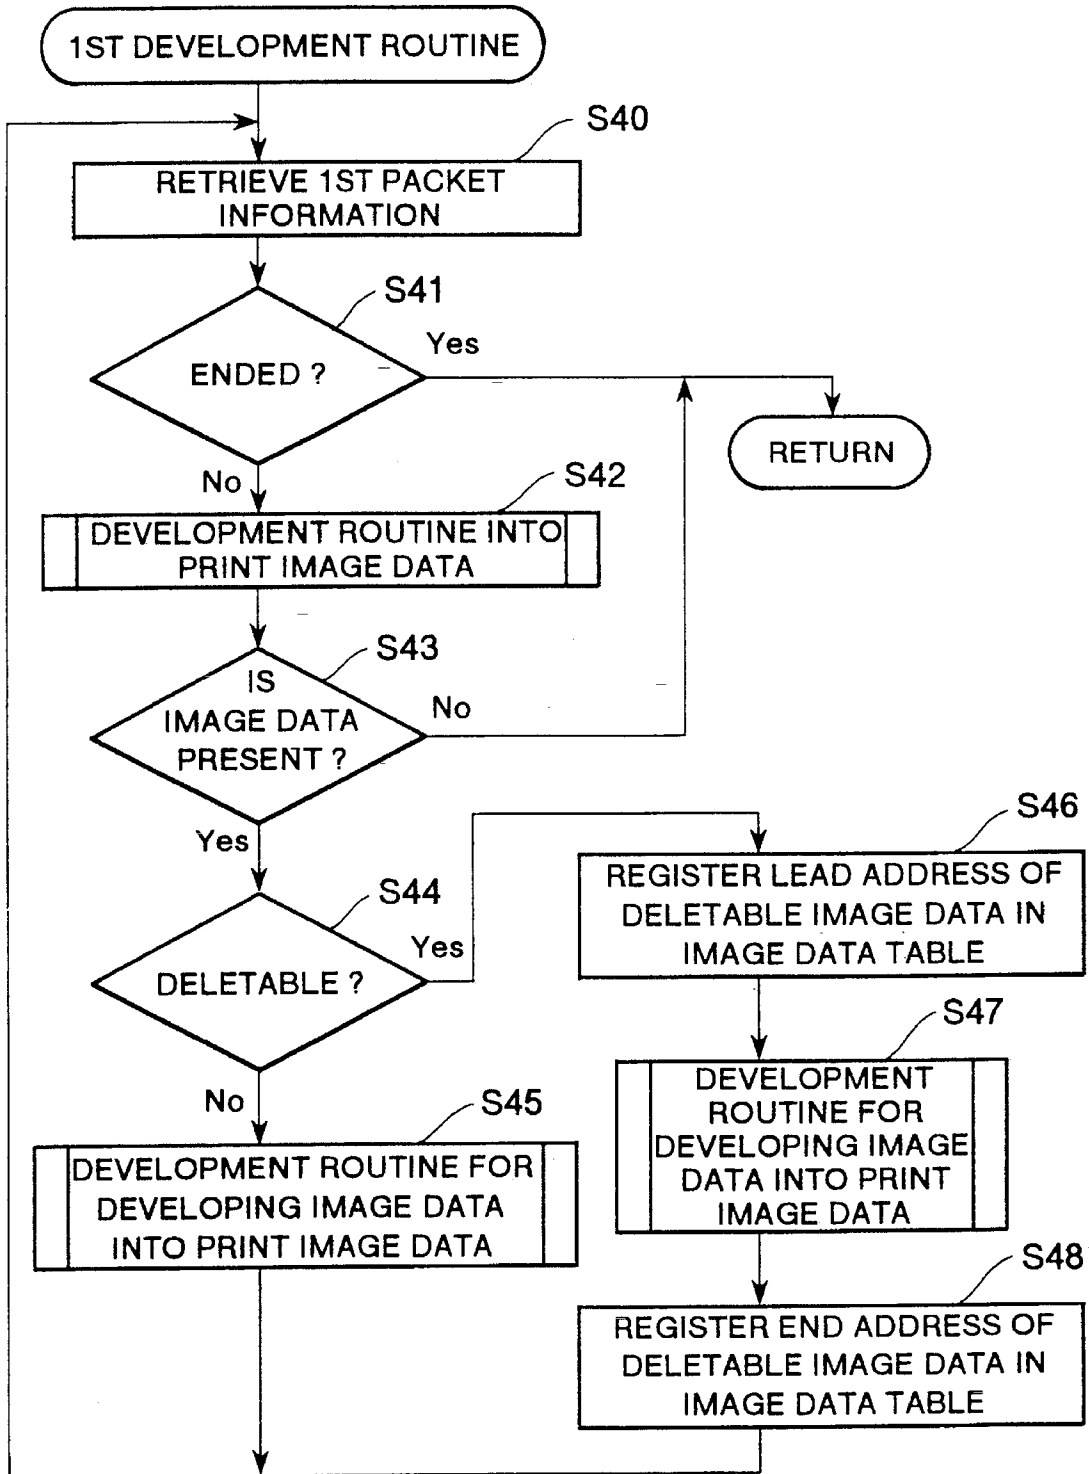 1ST DEVELOPMENT ROUTINE
S40
RETRIEVE 1ST PACKET
INFORMATION
S41
ENDED ?
Yes
RETURN
No
S42
DEVELOPMENT ROUTINE INTO
PRINT IMAGE DATA
S43
IS
IMAGE DATA
PRESENT ?
No
Yes
S44
DELETABLE ?
Yes
S46
REGISTER LEAD ADDRESS OF
DELETABLE IMAGE DATA IN
IMAGE DATA TABLE
S47
DEVELOPMENT
ROUTINE FOR
DEVELOPING IMAGE
DATA INTO PRINT
IMAGE DATA
No
S45
DEVELOPMENT ROUTINE FOR
DEVELOPING IMAGE DATA
INTO PRINT IMAGE DATA
S48
REGISTER END ADDRESS OF
DELETABLE IMAGE DATA IN
IMAGE DATA TABLE